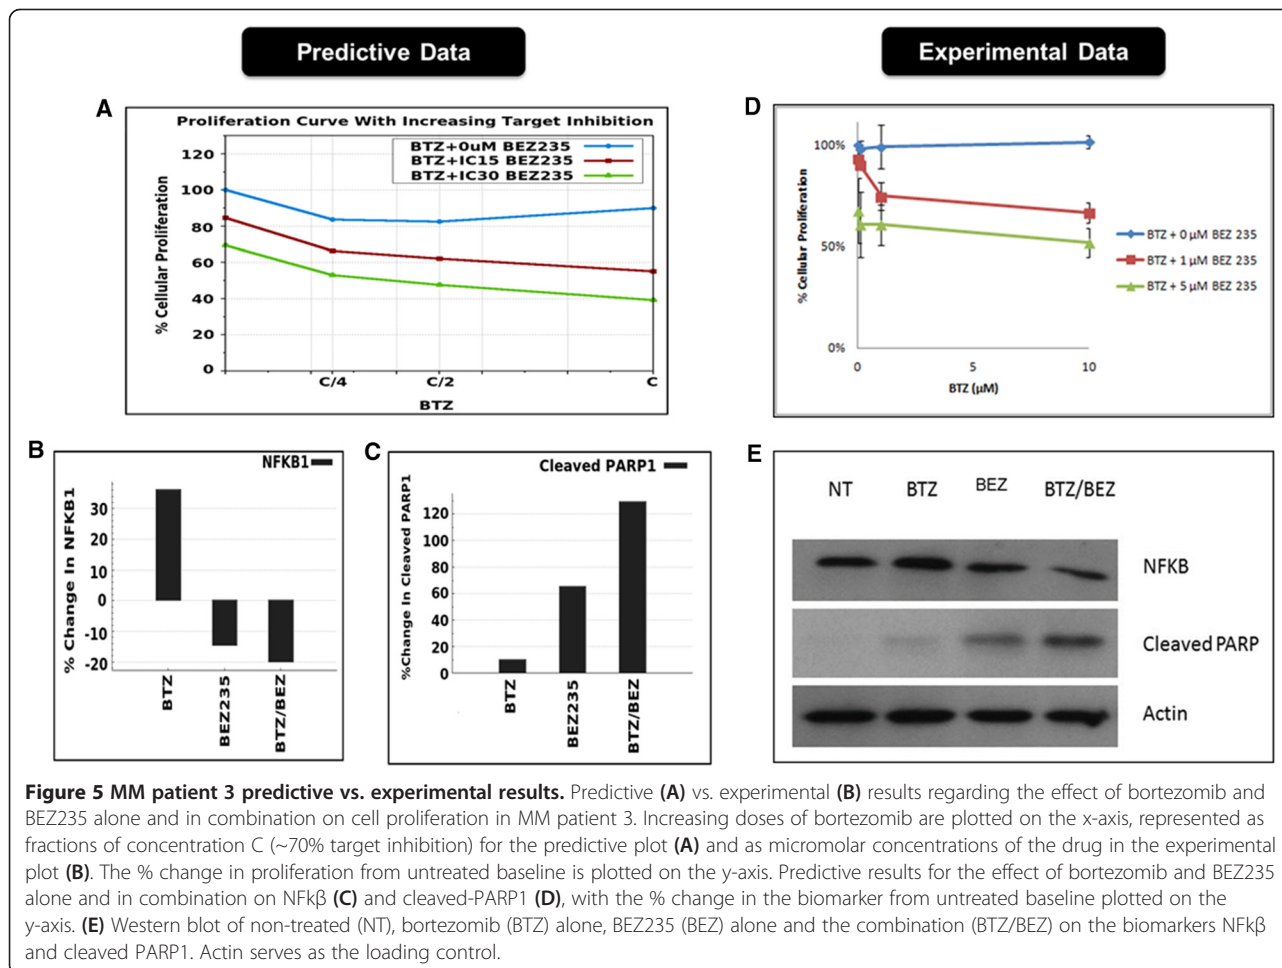 Predictive Data
Experimental Data
A
Proliferation Curve With Increasing Target Inhibition
BTZ+0uM BEZ235
BTZ+IC15 BEZ235
BTZ+IC30 BEZ235
% Cellular Proliferation
120
100
80
60
40
20
0
C/4
C/2
C
BTZ
D
100%
50%
0%
% Cellular Proliferation
0
5
10
BTZ (µM)
BTZ + 0 µM BEZ 235
BTZ + 1 µM BEZ 235
BTZ + 5 µM BEZ 235
B
NFKB1
% Change In NFKB1
30
20
10
0
-10
-20
BTZ
BEZ235
BTZ/BEZ
C
Cleaved PARP1
%Change In Cleaved PARP1
120
100
80
60
40
20
0
BTZ
BEZ235
BTZ/BEZ
E
NT
BTZ
BEZ
BTZ/BEZ
NFKB
Cleaved PARP
Actin
Figure 5 MM patient 3 predictive vs. experimental results. Predictive (A) vs. experimental (B) results regarding the effect of bortezomib and
BEZ235 alone and in combination on cell proliferation in MM patient 3. Increasing doses of bortezomib are plotted on the x-axis, represented as
fractions of concentration C (~70% target inhibition) for the predictive plot (A) and as micromolar concentrations of the drug in the experimental
plot (B). The % change in proliferation from untreated baseline is plotted on the y-axis. Predictive results for the effect of bortezomib and BEZ235
alone and in combination on NFkβ (C) and cleaved-PARP1 (D), with the % change in the biomarker from untreated baseline plotted on the
y-axis. (E) Western blot of non-treated (NT), bortezomib (BTZ) alone, BEZ235 (BEZ) alone and the combination (BTZ/BEZ) on the biomarkers NFkβ
and cleaved PARP1. Actin serves as the loading control.